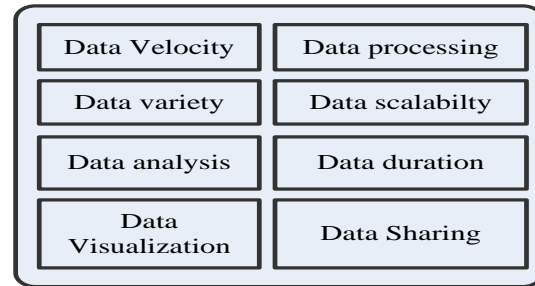 Data Velocity
Data processing
Data variety
Data scalabilty
Data analysis
Data duration
Data
Visualization
Data Sharing